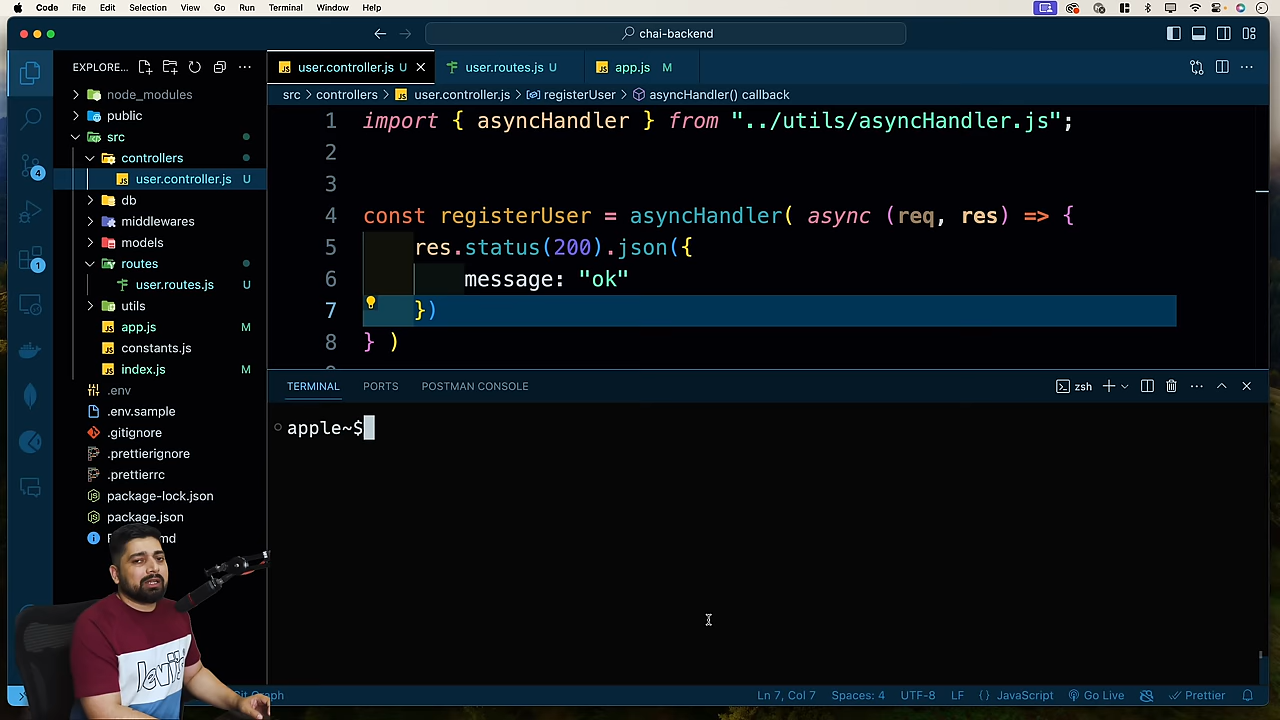 Code File Edit Selection View Go Run Terminal Window Help
chai-backend
EXPLORE...
user.controller.js U
user.routes.js U
app.js M
node_modules
public
src
controllers
user.controller.js U
db
middlewares
models
routes
user.routes.js U
utils
app.js M
constants.js
index.js M
.env
.env.sample
.gitignore
.prettierignore
.prettierrc
package-lock.json
package.json
4
1
src > controllers > user.controller.js > registerUser > asyncHandler() callback
1 import { asyncHandler } from "../utils/asyncHandler.js";
2
3
4 const registerUser = asyncHandler( async (req, res) => {
5 res.status(200).json({
6 message: "ok"
7 })
8 } )
TERMINAL PORTS POSTMAN CONSOLE
zsh
apple~$
Git Graph
Ln 7, Col 7 Spaces: 4 UTF-8 LF {} JavaScript Go Live Prettier